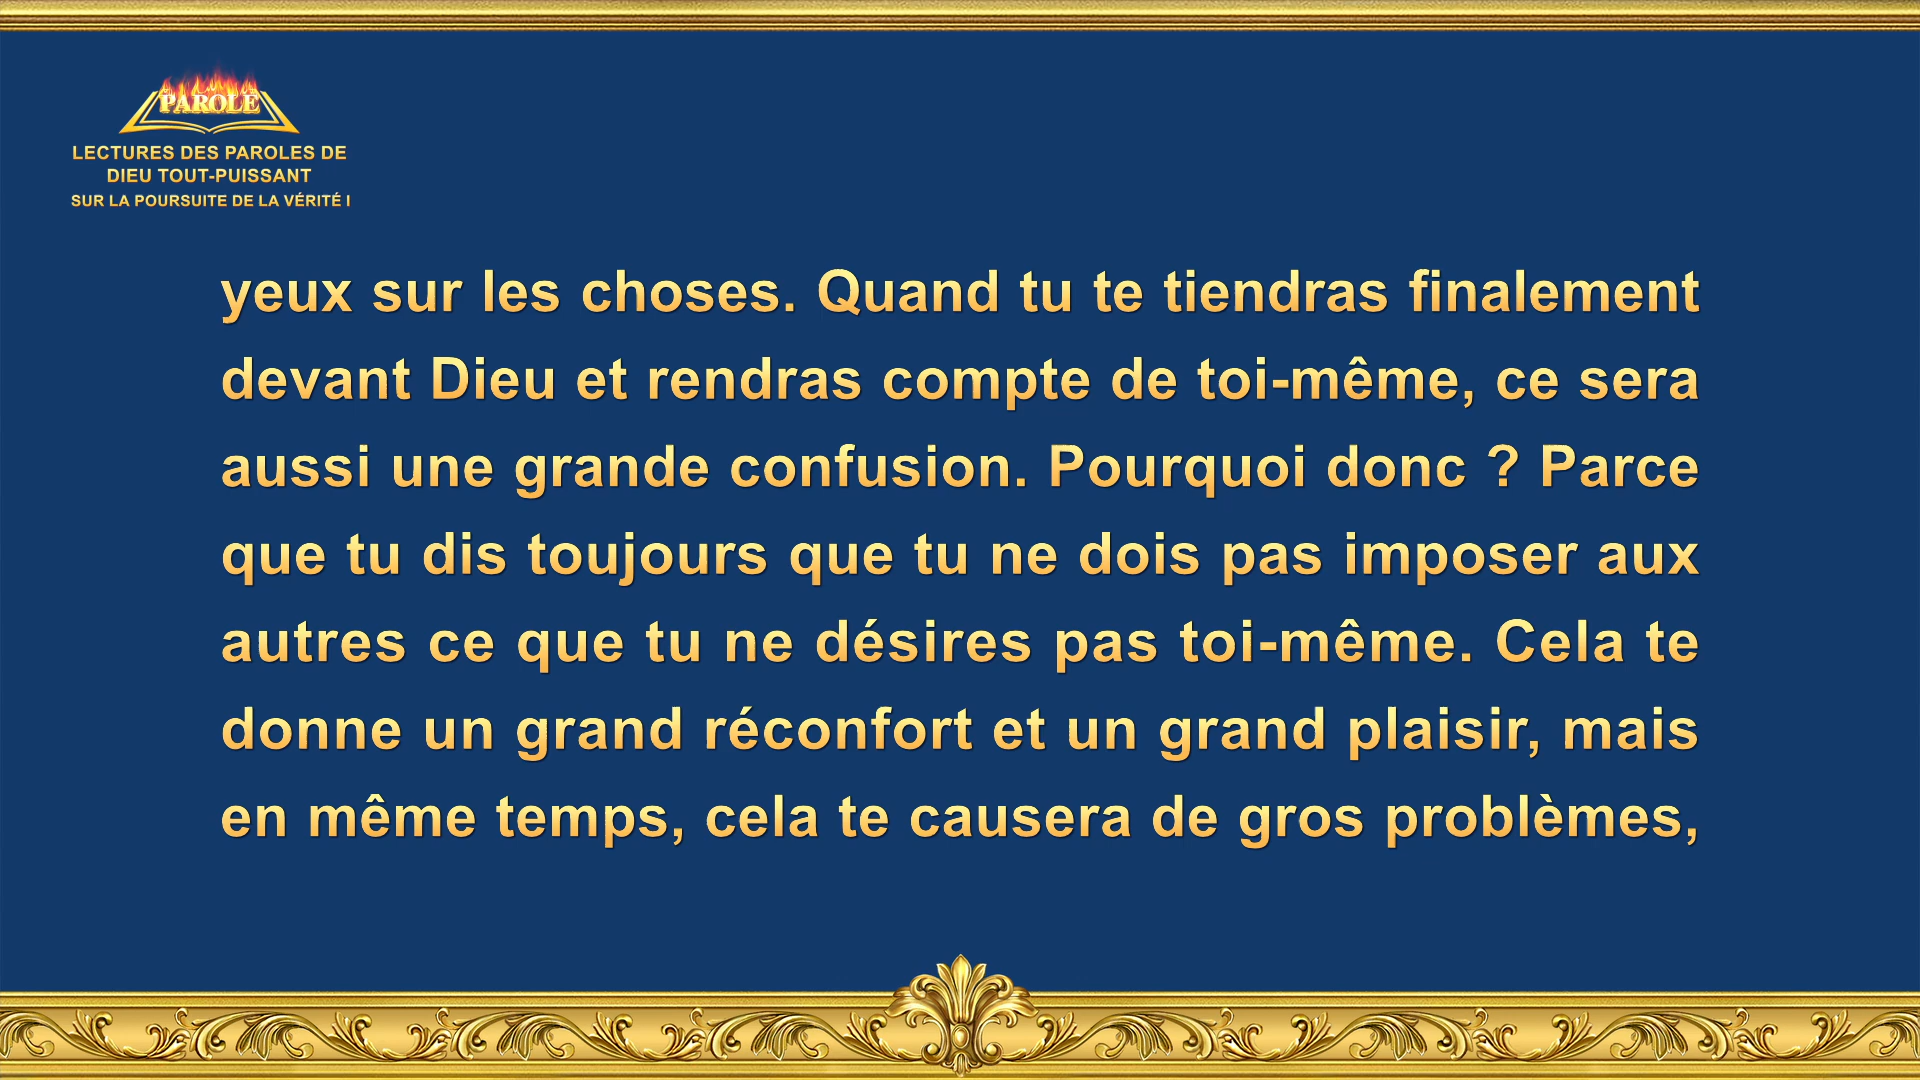 PAROLE
LECTURES DES PAROLES DE
DIEU TOUT-PUISSANT
SUR LA POURSUITE DE LA VÉRITÉ I
yeux sur les choses. Quand tu te tiendras finalement
devant Dieu et rendras compte de toi-même, ce sera
aussi une grande confusion. Pourquoi donc ? Parce
que tu dis toujours que tu ne dois pas imposer aux
autres ce que tu ne désires pas toi-même. Cela te
donne un grand réconfort et un grand plaisir, mais
en même temps, cela te causera de gros problèmes,